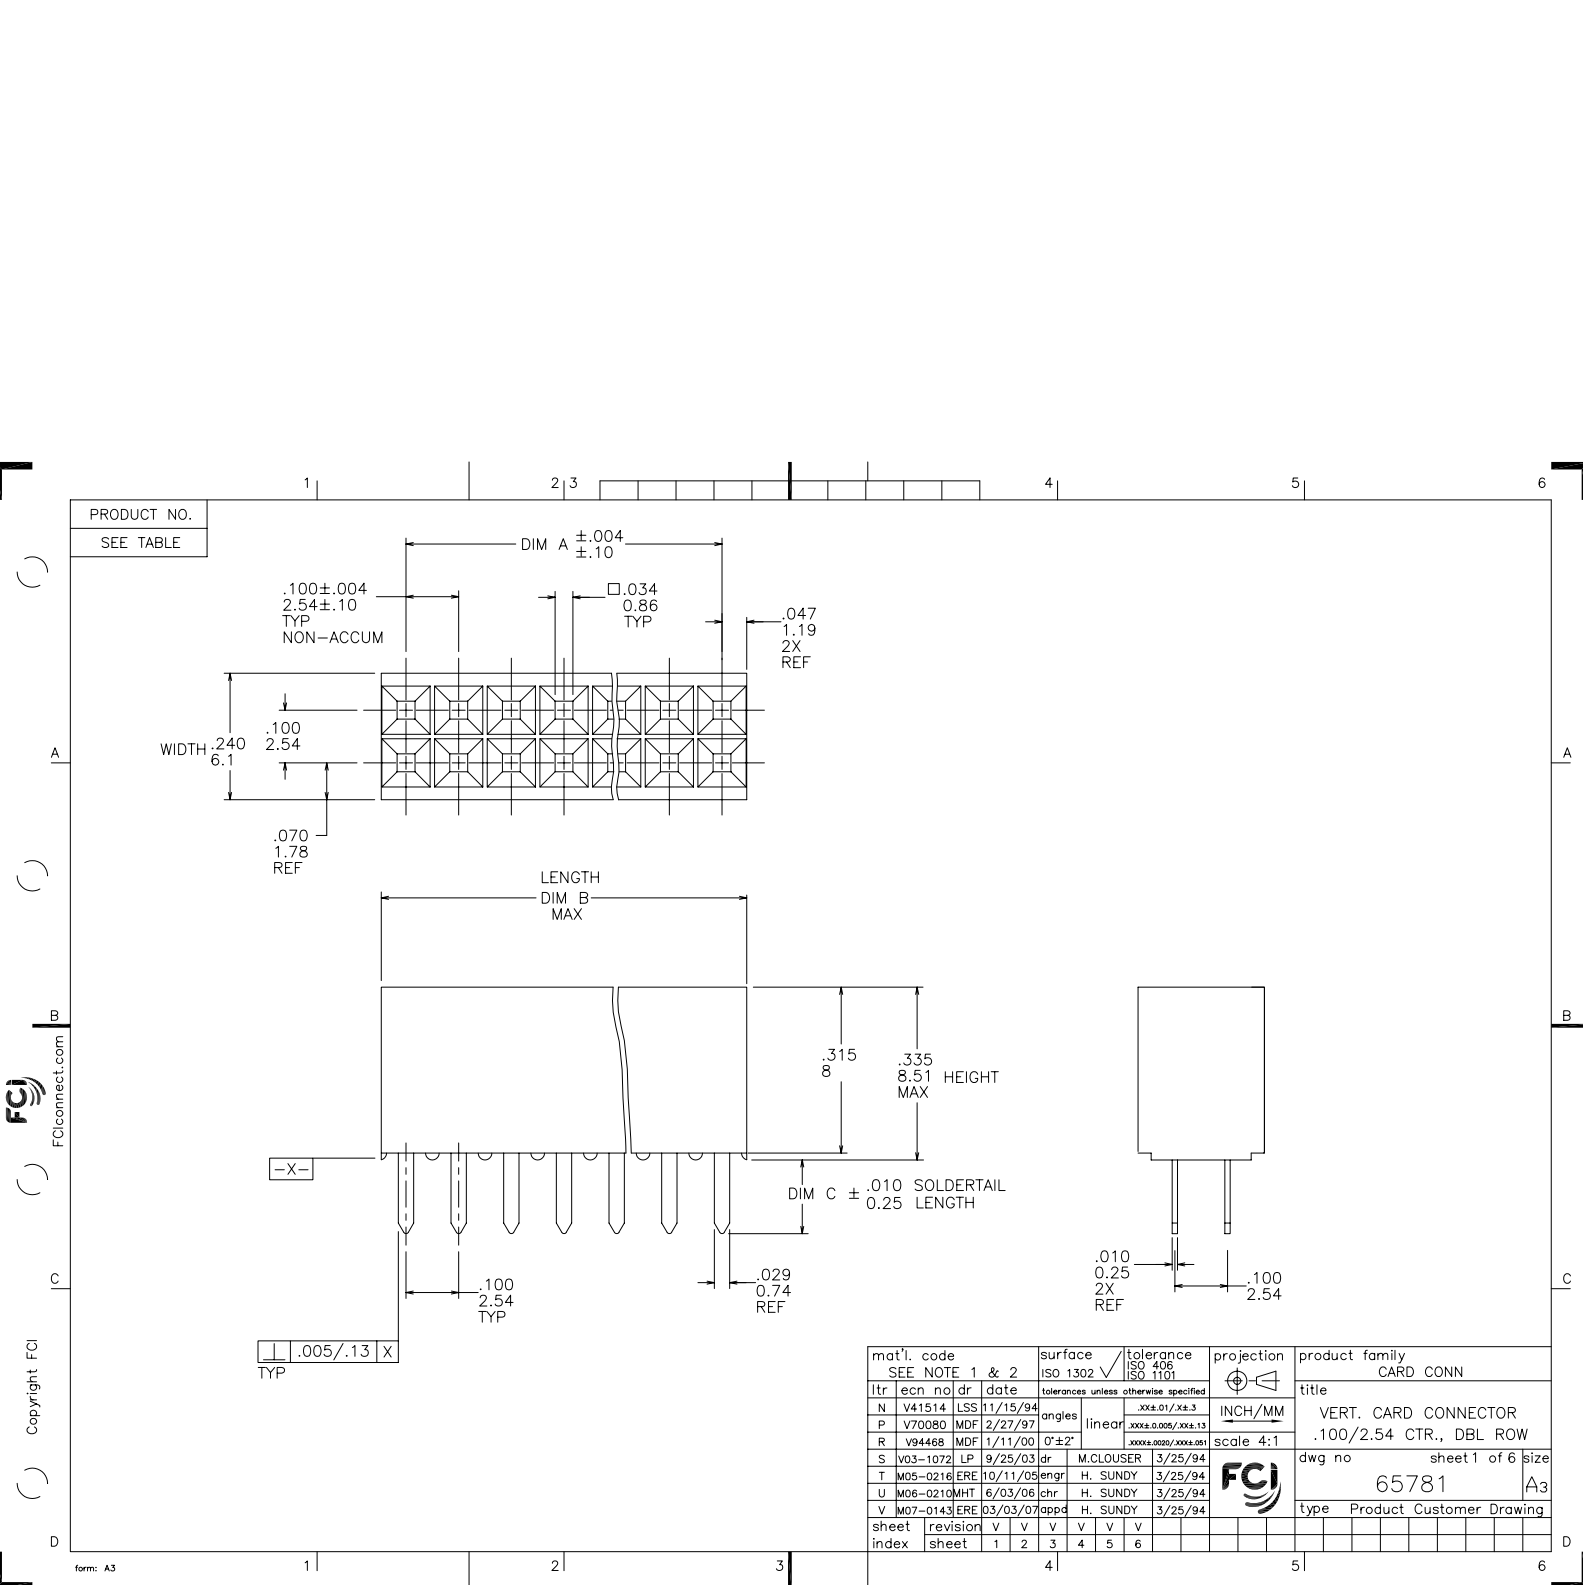 1 2 3 4 5 6
PRODUCT NO.
SEE TABLE
DIM A ±.004
±.10
.100±.004
2.54±.10
TYP
NON-ACCUM
□.034
0.86
TYP
.047
1.19
2X
REF
WIDTH .240
6.1
.100
2.54
.070
1.78
REF
A
A
LENGTH
DIM B
MAX
B
B
FCI
FCIconnect.com
.315
8
.335
8.51
MAX
HEIGHT
-X-
DIM C ± .010 SOLDERTAIL
0.25 LENGTH
.100
2.54
TYP
.029
0.74
REF
.010
0.25
2X
REF
.100
2.54
C
C
⊥ .005/.13 X
TYP
Copyright FCI
mat'l. code
SEE NOTE 1 & 2
surface
ISO 1302 √
tolerance
ISO 406
ISO 1101
projection
product family
CARD CONN
ltr ecn no dr date
tolerances unless otherwise specified
title
VERT. CARD CONNECTOR
.100/2.54 CTR., DBL ROW
N V41514 LSS 11/15/94
P V70080 MDF 2/27/97
R V94468 MDF 1/11/00
S V03-1072 LP 9/25/03
T M05-0216 ERE 10/11/05
U M06-0210 MHT 6/03/06
V M07-0143 ERE 03/03/07
angles
0°±2°
linear
.XX±.01/.X±.3
.XXX±.0.005/.XX±.13
.XXXX±.0020/.XXX±.051
INCH/MM
scale 4:1
dr M.CLOUSER 3/25/94
engr H. SUNDY 3/25/94
chr H. SUNDY 3/25/94
appd H. SUNDY 3/25/94
FCI
dwg no sheet 1 of 6 size
65781 A3
type Product Customer Drawing
sheet index
revision V V V V V V
sheet 1 2 3 4 5 6
D
D
form: A3
1 2 3 4 5 6